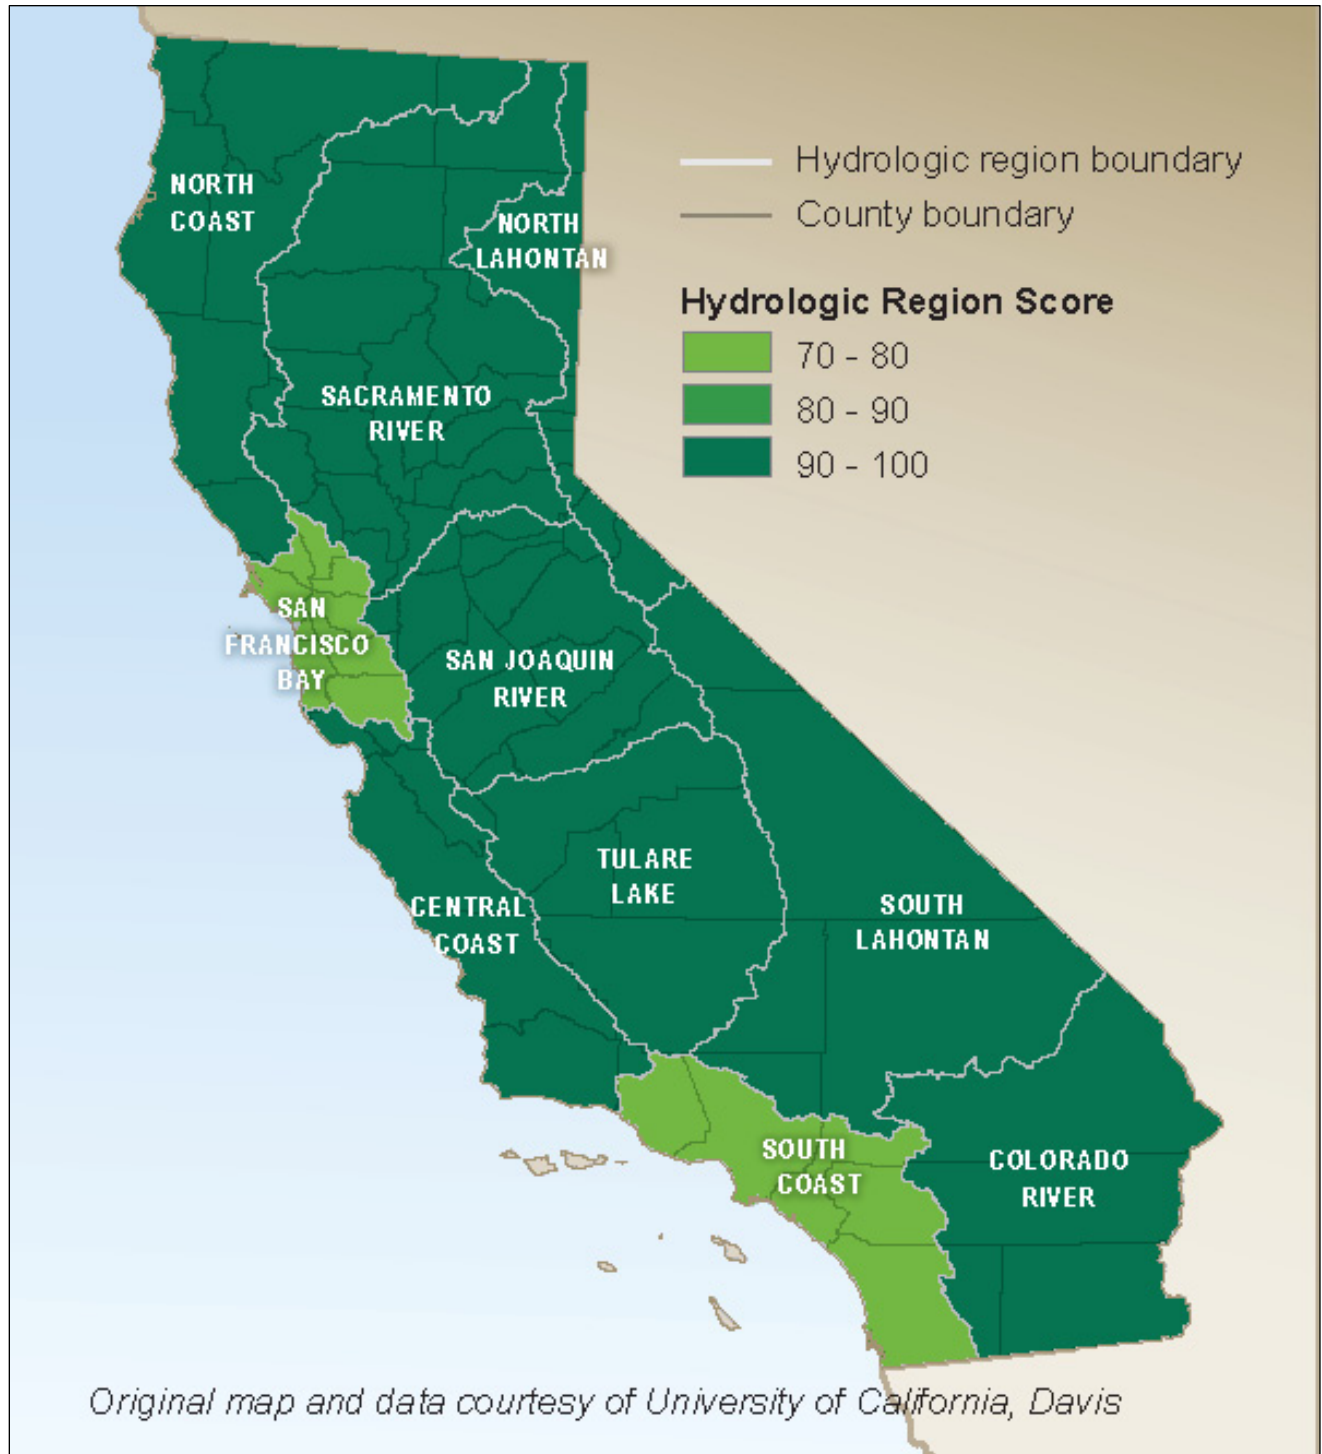 Hydrologic region boundary
County boundary
Hydrologic Region Score
70 - 80
80 - 90
90 - 100
NORTH
COAST
NORTH
LAHONTAN
SACRAMENTO
RIVER
SAN
FRANCISCO
BAY
SAN JOAQUIN
RIVER
TULARE
LAKE
CENTRAL
COAST
SOUTH
LAHONTAN
SOUTH
COAST
COLORADO
RIVER
Original map and data courtesy of University of California, Davis